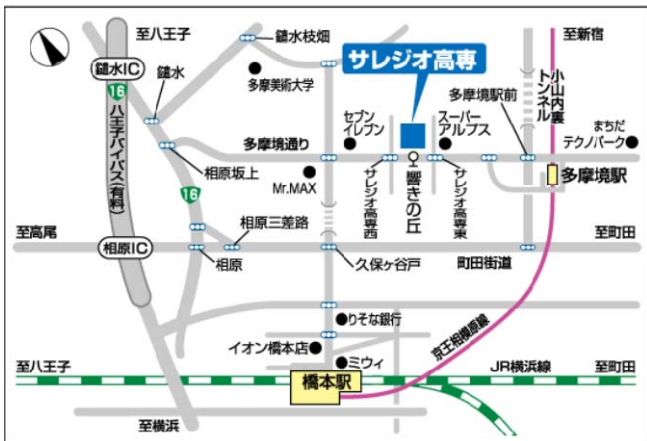 至八王子
鑓水枝畑
サレジオ高専
至新宿
鑓水IC
鑓水
多摩美術大学
小山内裏
トンネル
16
八王子バイパス(有料)
セブン
イレブン
スーパー
アルプス
多摩境駅前
まちだ
テクノパーク
多摩境通り
相原坂上
Mr.MAX
サレジオ高専西
響きの丘
サレジオ高専東
多摩境駅
16
相原三差路
至高尾
至町田
相原IC
相原
久保ヶ谷戸
町田街道
りそな銀行
京王相模原線
イオン橋本店
ミウィ
至八王子
橋本駅
JR横浜線
至町田
至横浜